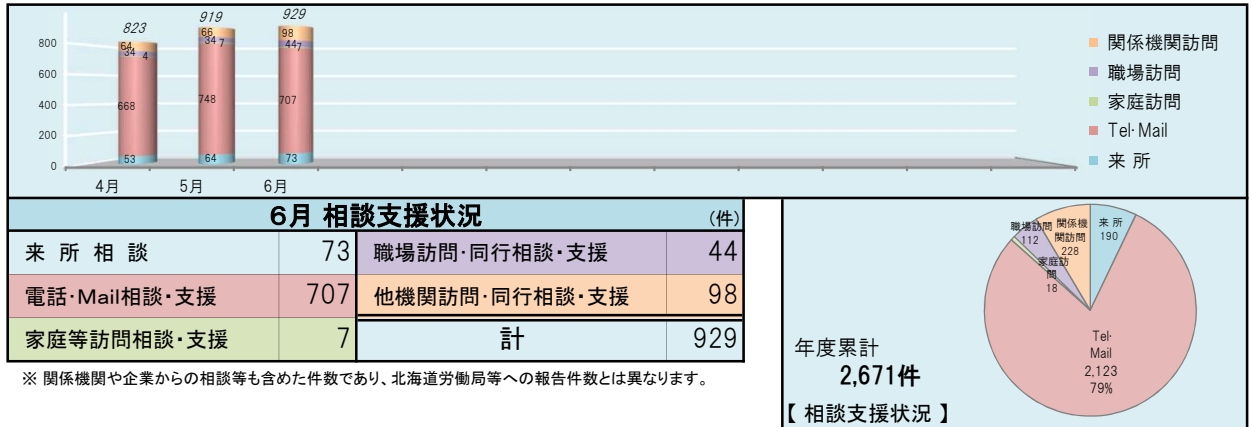 823
919
929
800
600
400
200
0
64
34 4
668
53
66
34 7
748
64
98
44 7
707
73
4月 5月 6月
関係機関訪問
職場訪問
家庭訪問
Tel･Mail
来 所
6月 相談支援状況 (件)
来 所 相 談 73 職場訪問･同行相談･支援 44
電話･Mail相談･支援 707 他機関訪問･同行相談･支援 98
家庭等訪問相談･支援 7 計 929
※ 関係機関や企業からの相談等も含めた件数であり、北海道労働局等への報告件数とは異なります。
職場訪問
112
関係機
関訪問
228
来 所
190
家庭訪
問
18
Tel･
Mail
2,123
79%
年度累計
2,671件
【 相談支援状況 】